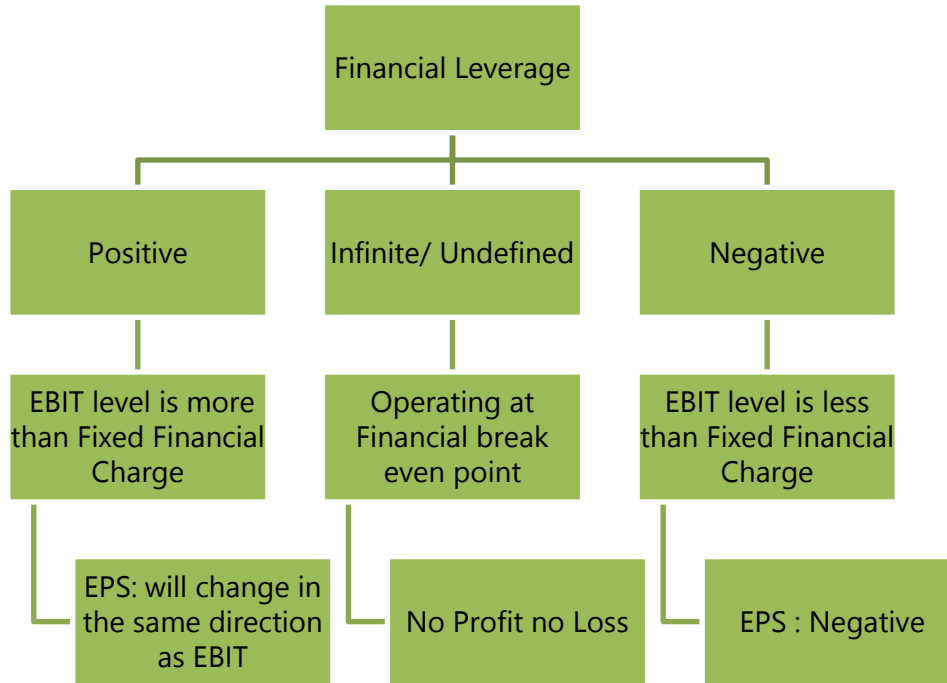 Financial Leverage
Positive
Infinite/ Undefined
Negative
EBIT level is more
than Fixed Financial
Charge
Operating at
Financial break
even point
EBIT level is less
than Fixed Financial
Charge
EPS: will change in
the same direction
as EBIT
No Profit no Loss
EPS : Negative